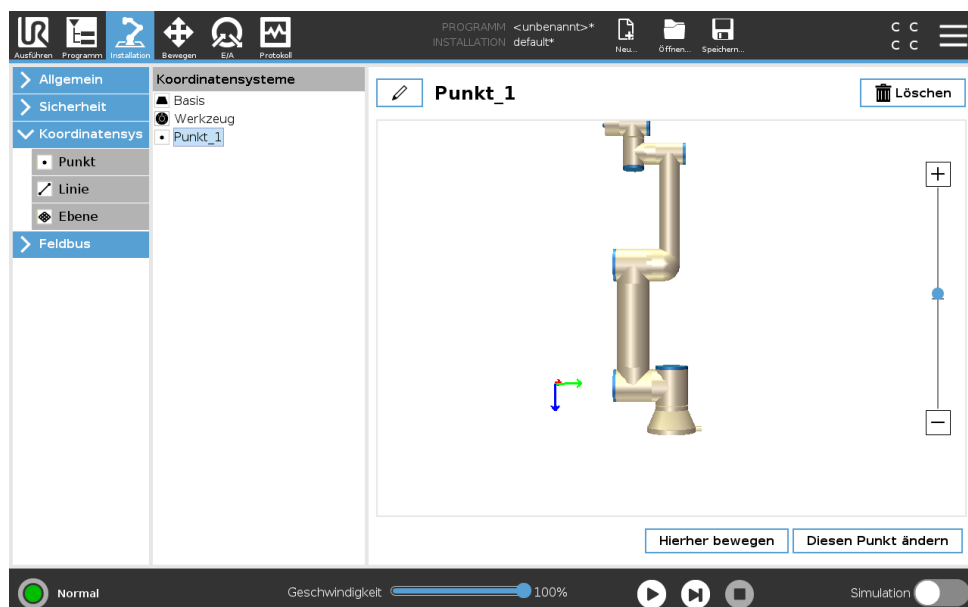 PROGRAMM <unbenannt>*
INSTALLATION default*
UR
Ausführen Programm Installation Bewegen E/A Protokoll
Neu... Öffnen... Speichern...
C C
C C
Allgemein
Sicherheit
Koordinatensys
Punkt
Linie
Ebene
Feldbus
Koordinatensysteme
Basis
Werkzeug
Punkt_1
Punkt_1
Löschen
Hierher bewegen
Diesen Punkt ändern
Normal
Geschwindigkeit 100%
Simulation